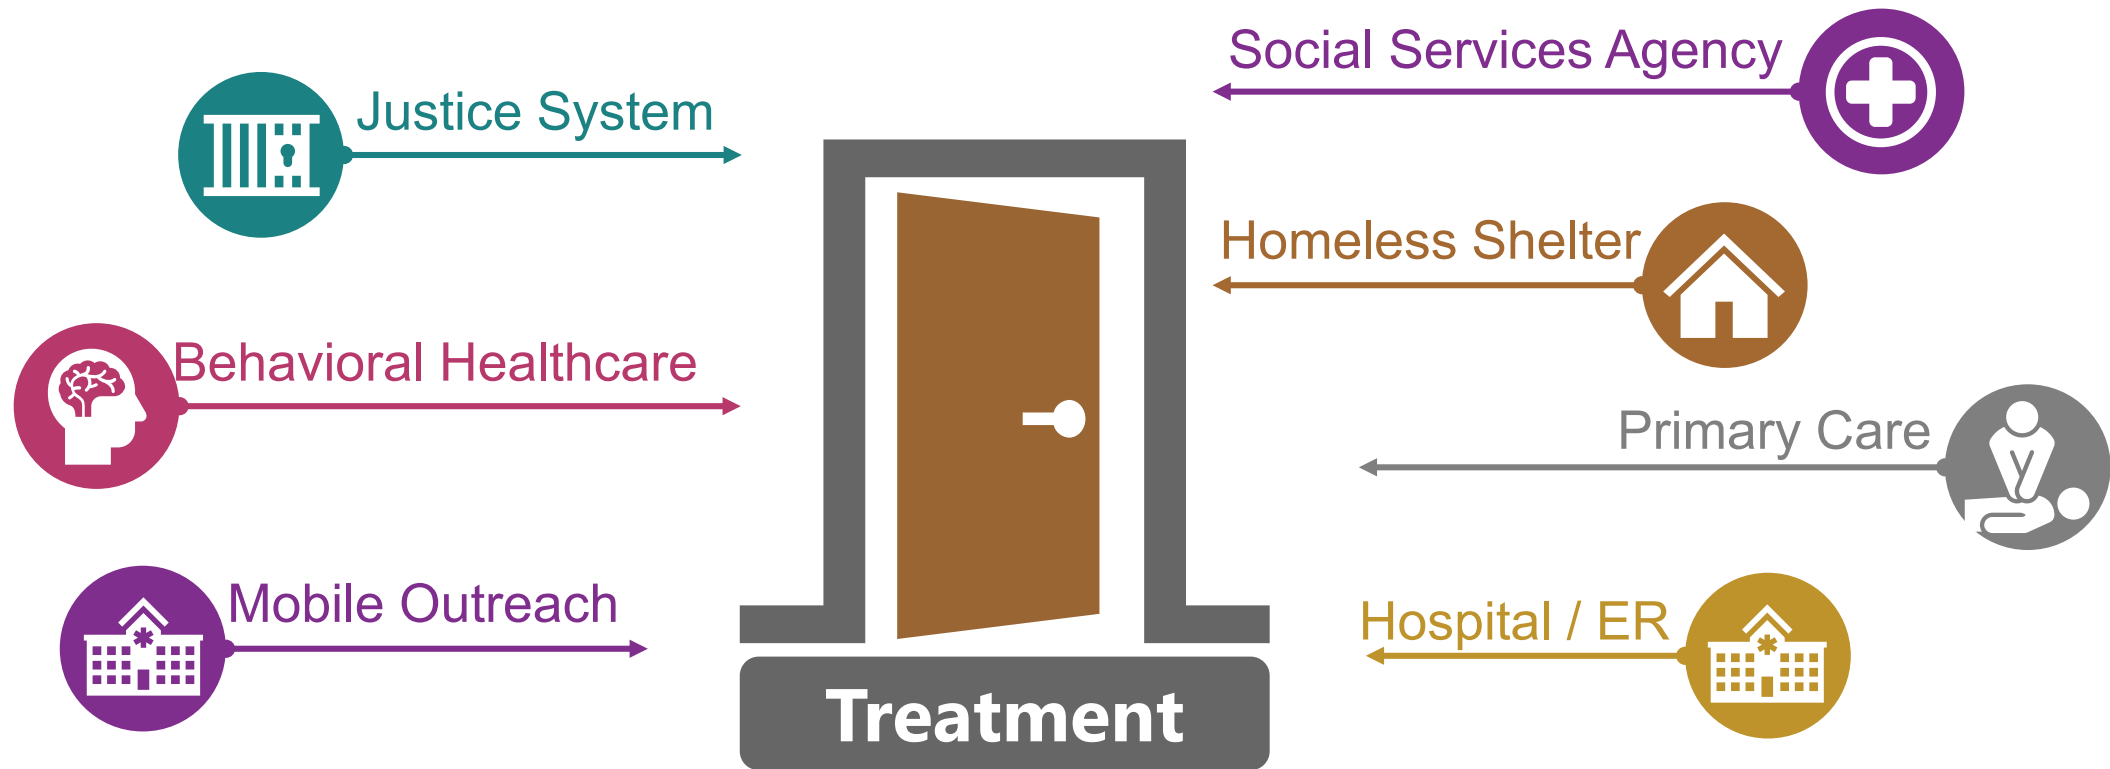 Social Services Agency
Justice System
Homeless Shelter
Behavioral Healthcare
Primary Care
Mobile Outreach
Hospital / ER
Treatment